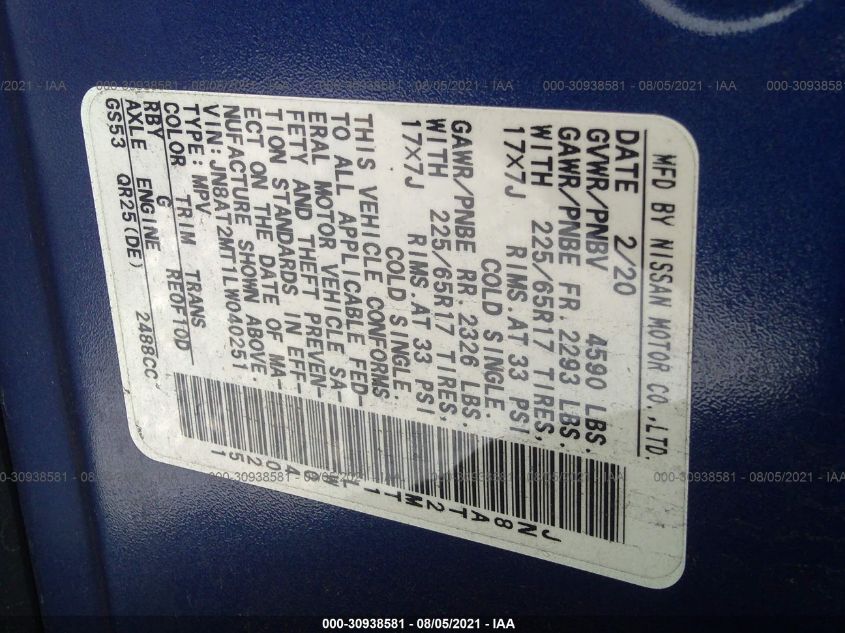 MFD BY NISSAN MOTOR CO.,LTD.
DATE 2/20
GVWR/PNBV 4590 LBS.
GAWR/PNBE FR. 2293 LBS.
WITH 225/65R17 TIRES,
17X7J RIMS.AT 33 PSI
COLD SINGLE.
GAWR/PNBE RR. 2326 LBS.
WITH 225/65R17 TIRES,
17X7J RIMS.AT 33 PSI
COLD SINGLE.
THIS VEHICLE CONFORMS
TO ALL APPLICABLE FED-
ERAL MOTOR VEHICLE SA-
FETY AND THEFT PREVEN-
TION STANDARDS IN EFF-
ECT ON THE DATE OF MA-
NUFACTURE SHOWN ABOVE.
VIN: JN8AT2MT1LW040251
TYPE: MPV
COLOR TRIM TRANS
RBY G RE0F10D
AXLE ENGINE
GS53 QR25(DE) 2488CC
JN8AT2MT1LW040251
000-30938581 - 08/05/2021 - IAA